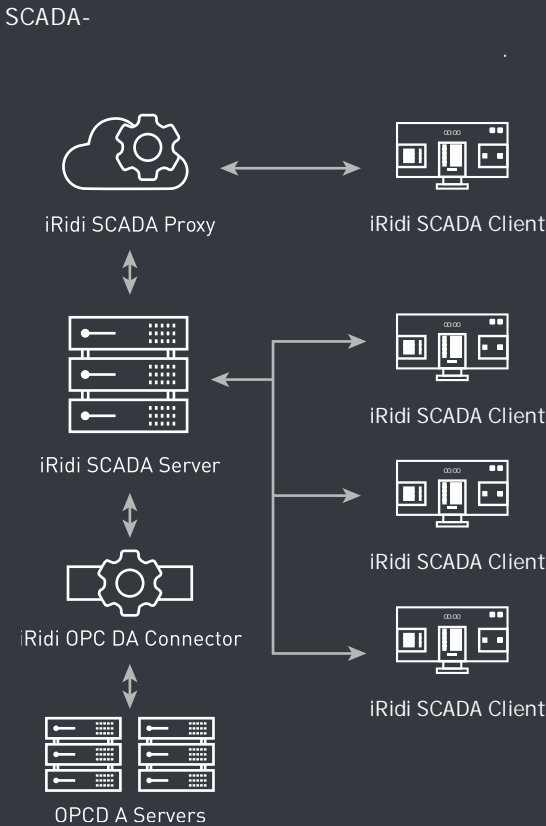 SCADA-
.
iRidi SCADA Proxy
iRidi SCADA Client
iRidi SCADA Server
iRidi SCADA Client
iRidi SCADA Client
iRidi OPC DA Connector
iRidi SCADA Client
OPCD A Servers